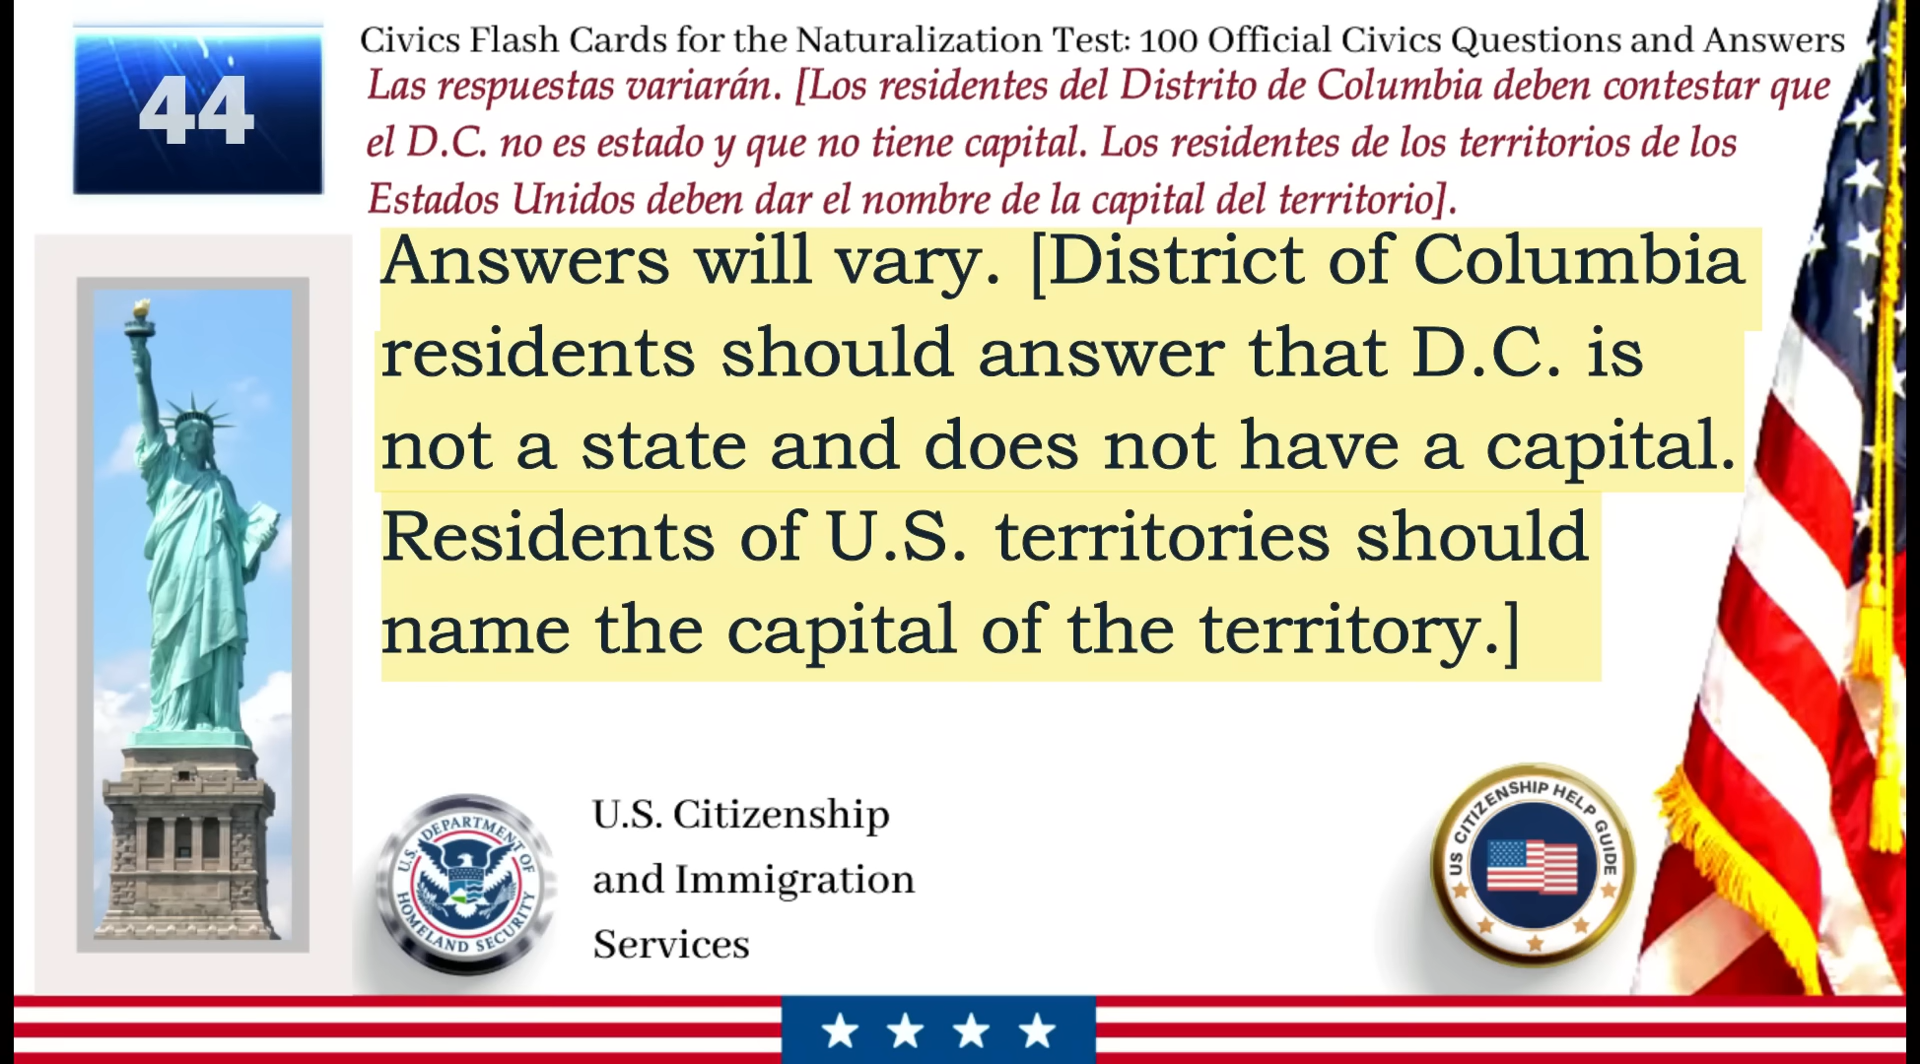 44
Civics Flash Cards for the Naturalization Test: 100 Official Civics Questions and Answers
Las respuestas variarán. [Los residentes del Distrito de Columbia deben contestar que
el D.C. no es estado y que no tiene capital. Los residentes de los territorios de los
Estados Unidos deben dar el nombre de la capital del territorio].
Answers will vary. [District of Columbia
residents should answer that D.C. is
not a state and does not have a capital.
Residents of U.S. territories should
name the capital of the territory.]
U.S. DEPARTMENT OF
HOMELAND SECURITY
U.S. Citizenship
and Immigration
Services
US CITIZENSHIP HELP GUIDE